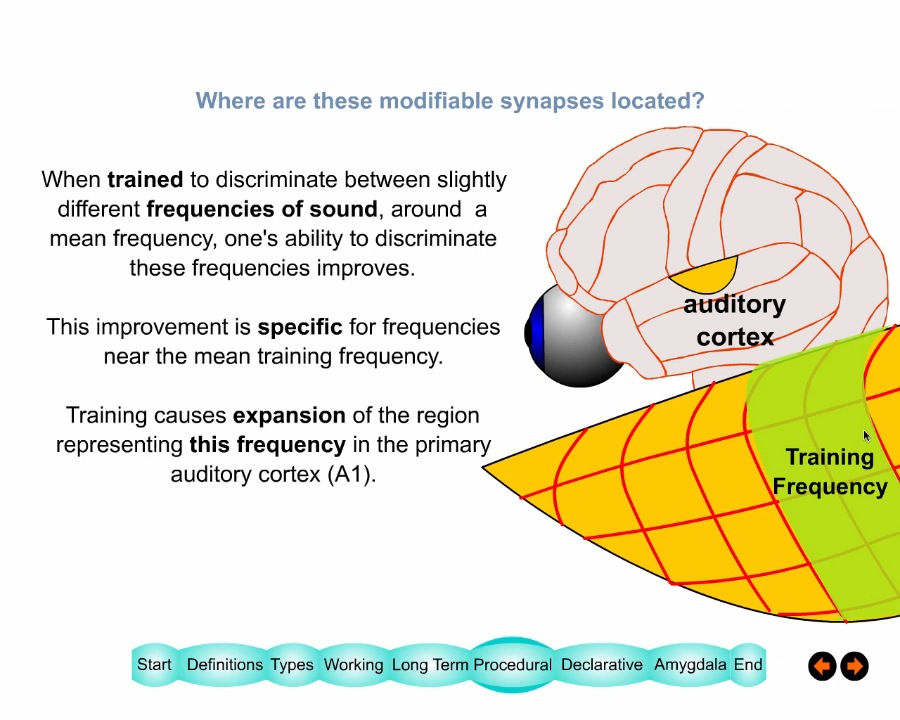 Where are these modifiable synapses located?
When trained to discriminate between slightly
different frequencies of sound, around  a
mean frequency, one's ability to discriminate
these frequencies improves.
This improvement is specific for frequencies
near the mean training frequency.
Training causes expansion of the region
representing this frequency in the primary
auditory cortex (A1).
auditory
cortex
Training
Frequency
Start Definitions Types Working Long Term Procedural Declarative Amygdala End